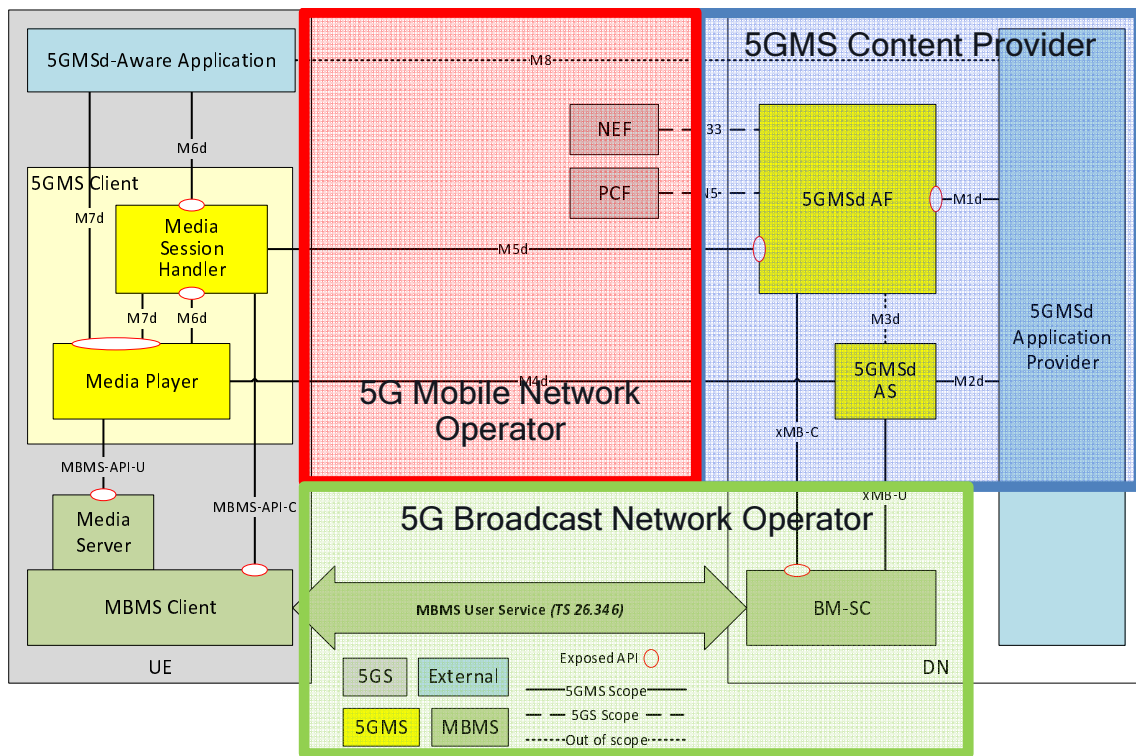 5GMSd-Aware Application
M8
5GMS Content Provider
NEF
33
PCF
N5
5GMSd AF
M1d
M6d
5GMS Client
M7d
Media
Session
Handler
M5d
M7d
M6d
M3d
5GMSd
Application
Provider
Media Player
M4d
5GMSd
AS
M2d
5G Mobile Network
Operator
xMB-C
MBMS-API-U
MBMS-API-C
xMB-U
Media
Server
5G Broadcast Network Operator
MBMS Client
MBMS User Service (TS 26.346)
BM-SC
UE
DN
Exposed API
5GS
External
5GMS Scope
5GS Scope
5GMS
MBMS
Out of scope